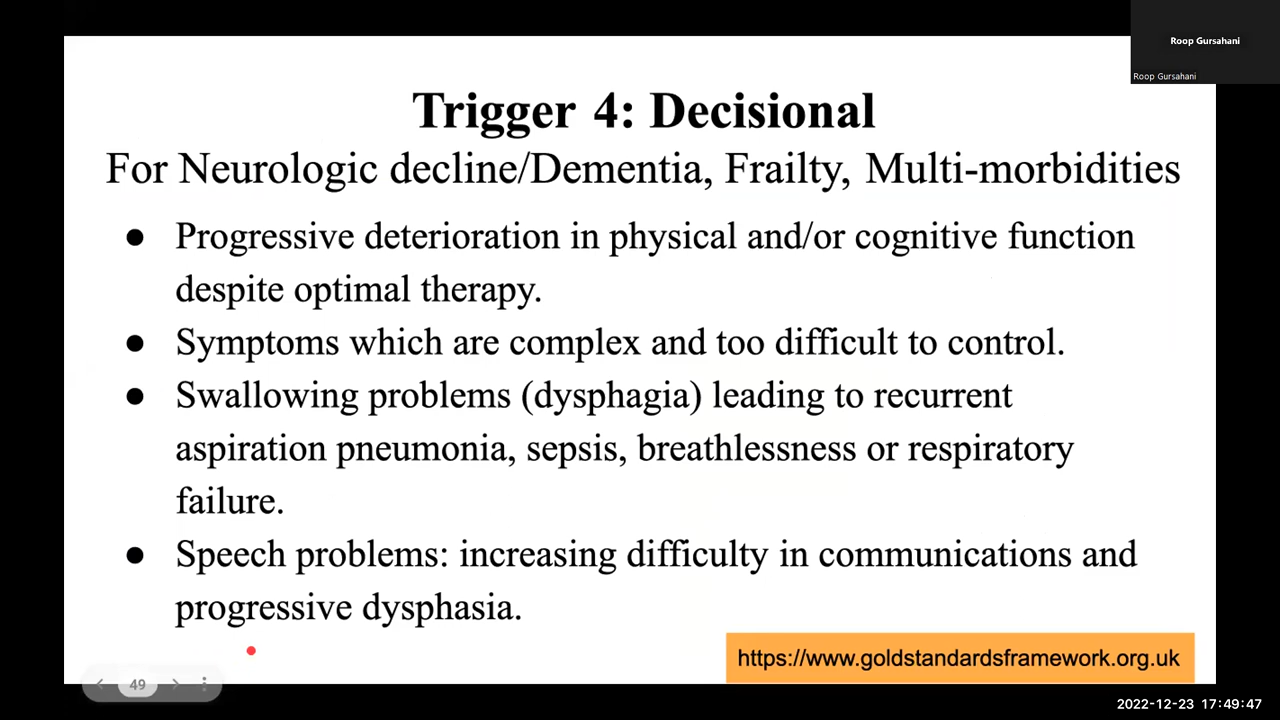 Roop Gursahani
Roop Gursahani
Trigger 4: Decisional
For Neurologic decline/Dementia, Frailty, Multi-morbidities
● Progressive deterioration in physical and/or cognitive function
despite optimal therapy.
● Symptoms which are complex and too difficult to control.
● Swallowing problems (dysphagia) leading to recurrent
aspiration pneumonia, sepsis, breathlessness or respiratory
failure.
● Speech problems: increasing difficulty in communications and
progressive dysphasia.
https://www.goldstandardsframework.org.uk
49
2022-12-23 17:49:47